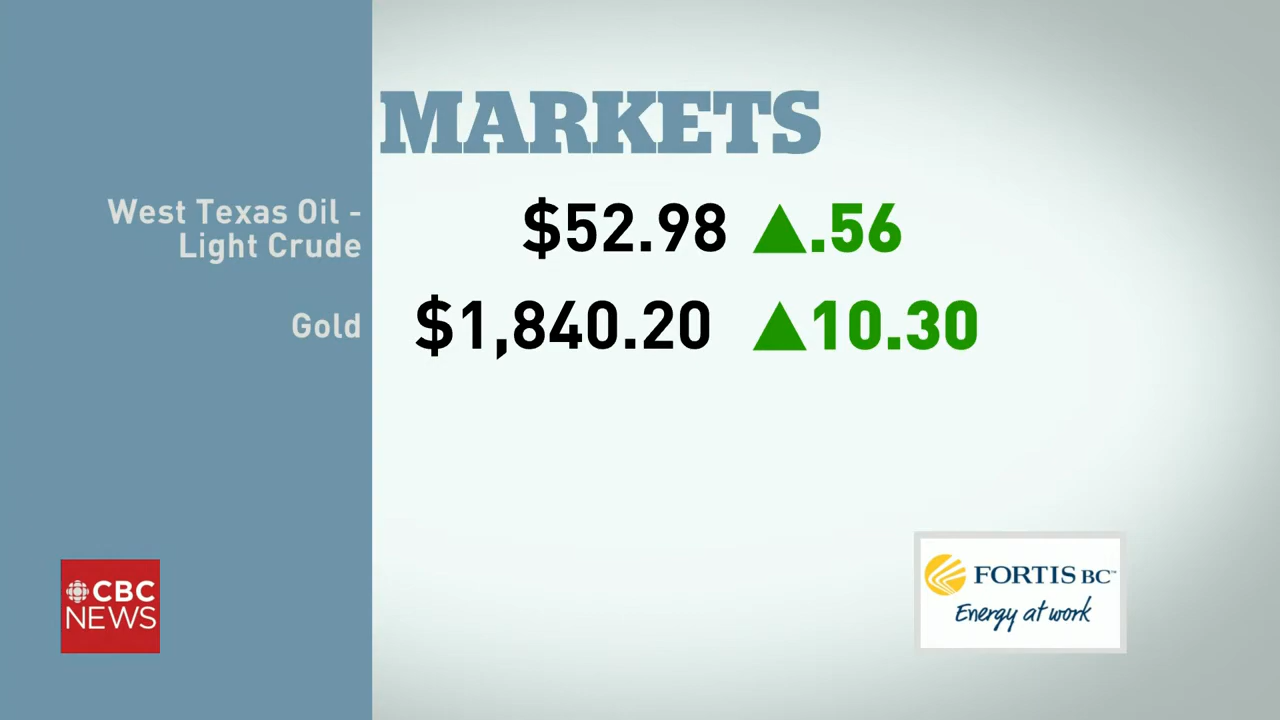 MARKETS
West Texas Oil -
Light Crude
$52.98 ▲.56
Gold
$1,840.20 ▲10.30
CBC
NEWS
FORTIS BC™
Energy at work